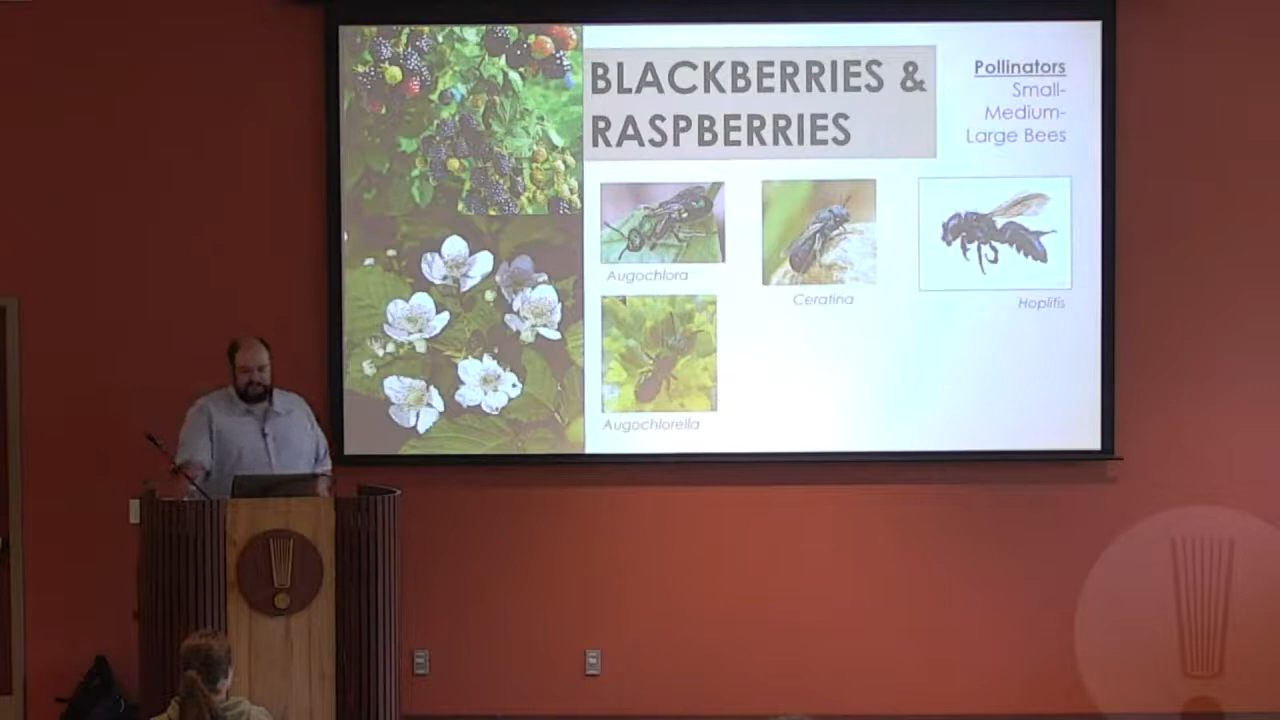 BLACKBERRIES &
RASPBERRIES
Pollinators
Small-
Medium-
Large Bees
Augochlora
Ceratina
Hoplitis
Augochlorella